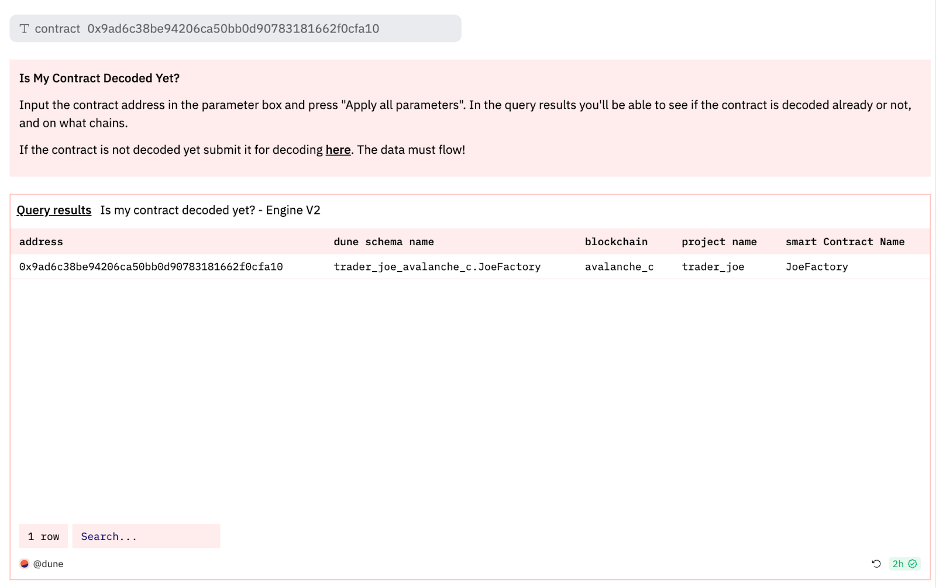 contract 0x9ad6c38be94206ca50bb0d90783181662f0cfa10
Is My Contract Decoded Yet?
Input the contract address in the parameter box and press "Apply all parameters". In the query results you'll be able to see if the contract is decoded already or not,
and on what chains.
If the contract is not decoded yet submit it for decoding here. The data must flow!
Query results Is my contract decoded yet? - Engine V2
address dune schema name blockchain project name smart Contract Name
0x9ad6c38be94206ca50bb0d90783181662f0cfa10 trader_joe_avalanche_c.JoeFactory avalanche_c trader_joe JoeFactory
1 row Search...
@dune 2h